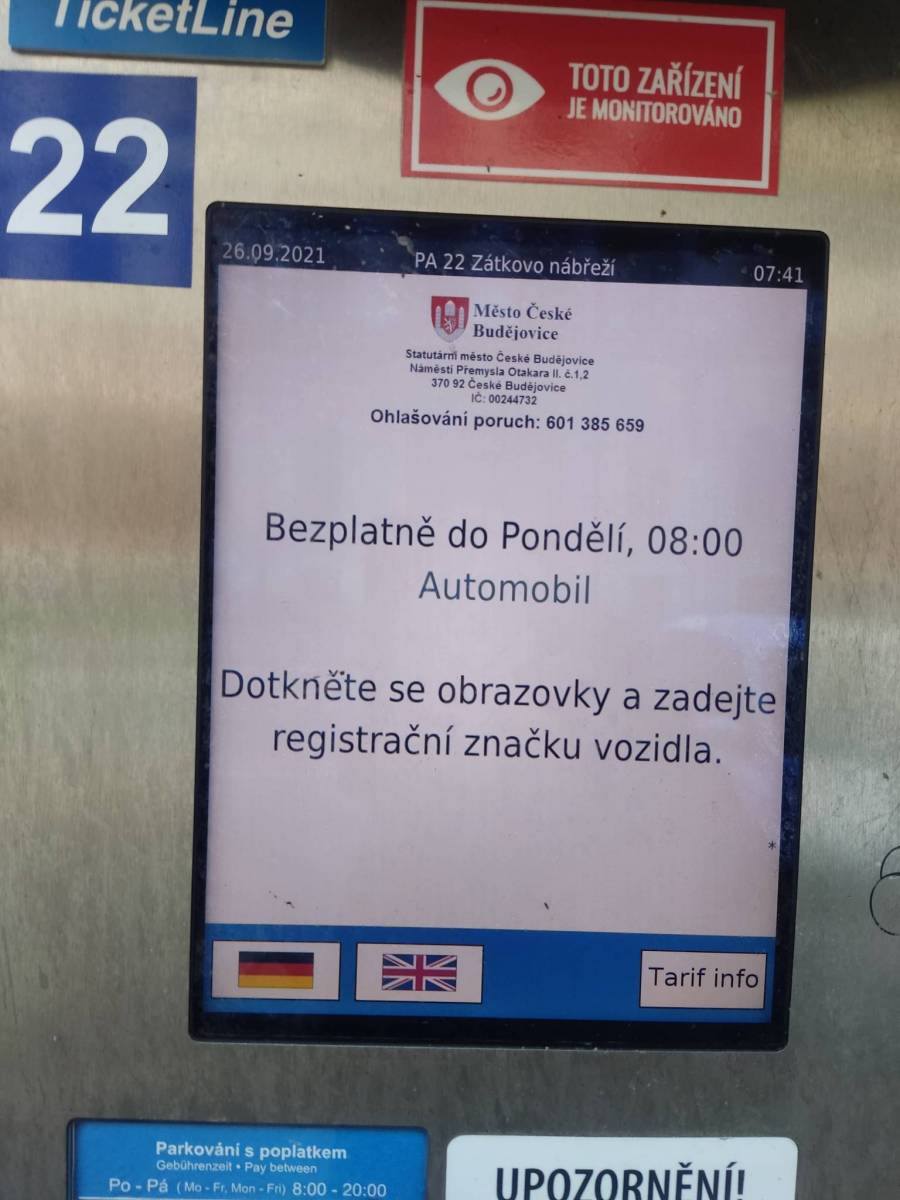 TicketLine
TOTO ZAŘÍZENÍ
JE MONITOROVÁNO
22
26.09.2021 PA 22 Zátkovo nábřeží 07:41
Město České
Budějovice
Statutární město České Budějovice
Náměstí Přemysla Otakara II. č.1,2
370 92 České Budějovice
IČ: 00244732
Ohlašování poruch: 601 385 659
Bezplatně do Pondělí, 08:00
Automobil
Dotkněte se obrazovky a zadejte
registrační značku vozidla.
*
Tarif info
Parkování s poplatkem
Gebührenzeit • Pay between
Po - Pá ( Mo - Fr, Mon - Fri) 8:00 - 20:00
UPOZORNĚNÍ!